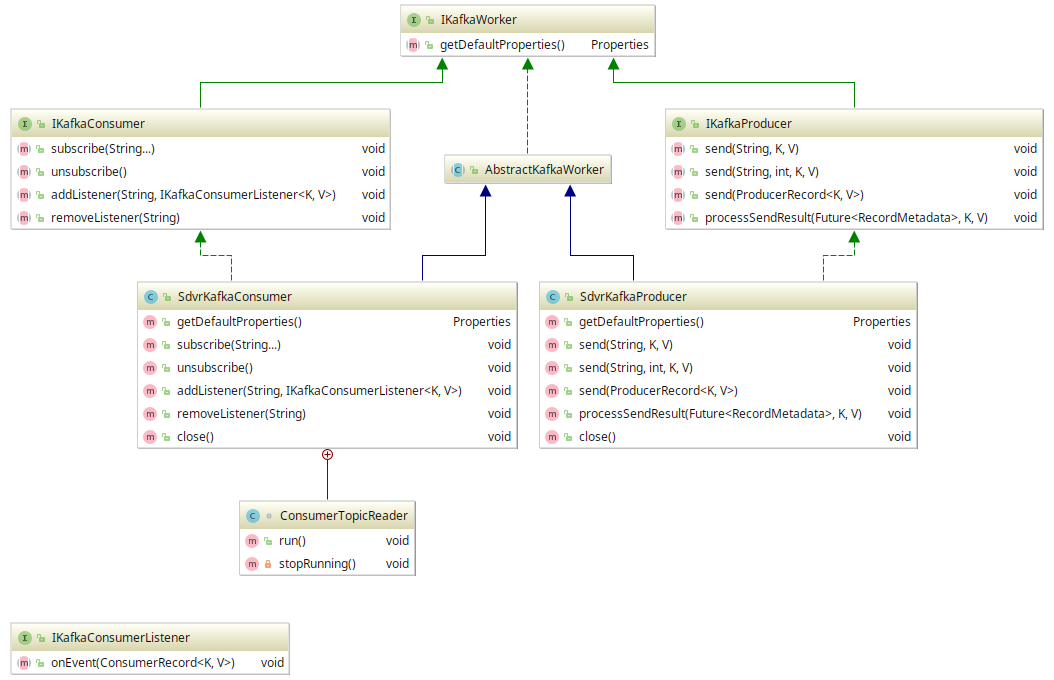 IKafkaWorker
getDefaultProperties() Properties
IKafkaConsumer
subscribe(String...) void
unsubscribe() void
addListener(String, IKafkaConsumerListener<K, V>) void
removeListener(String) void
AbstractKafkaWorker
IKafkaProducer
send(String, K, V) void
send(String, int, K, V) void
send(ProducerRecord<K, V>) void
processSendResult(Future<RecordMetadata>, K, V) void
SdvrKafkaConsumer
getDefaultProperties() Properties
subscribe(String...) void
unsubscribe() void
addListener(String, IKafkaConsumerListener<K, V>) void
removeListener(String) void
close() void
SdvrKafkaProducer
getDefaultProperties() Properties
send(String, K, V) void
send(String, int, K, V) void
send(ProducerRecord<K, V>) void
processSendResult(Future<RecordMetadata>, K, V) void
close() void
ConsumerTopicReader
run() void
stopRunning() void
IKafkaConsumerListener
onEvent(ConsumerRecord<K, V>) void